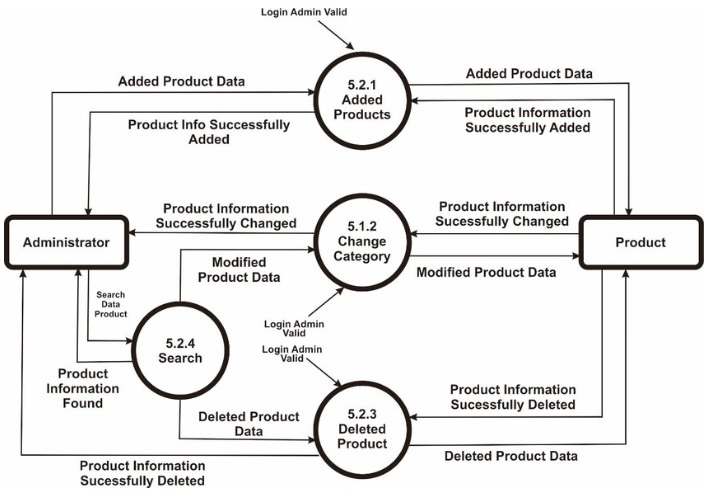 Login Admin Valid
Added Product Data
5.2.1
Added
Products
Added Product Data
Product Info Successfully
Added
Product Information
Successfully Added
Product Information
Successfully Changed
5.1.2
Change
Category
Product Information
Sucessfully Changed
Administrator
Product
Modified
Product Data
Modified Product Data
Search
Data
Product
Login Admin
Valid
5.2.4
Search
Login Admin
Valid
Product
Information
Found
Product Information
Sucessfully Deleted
Deleted Product
Data
5.2.3
Deleted
Product
Deleted Product Data
Product Information
Sucessfully Deleted